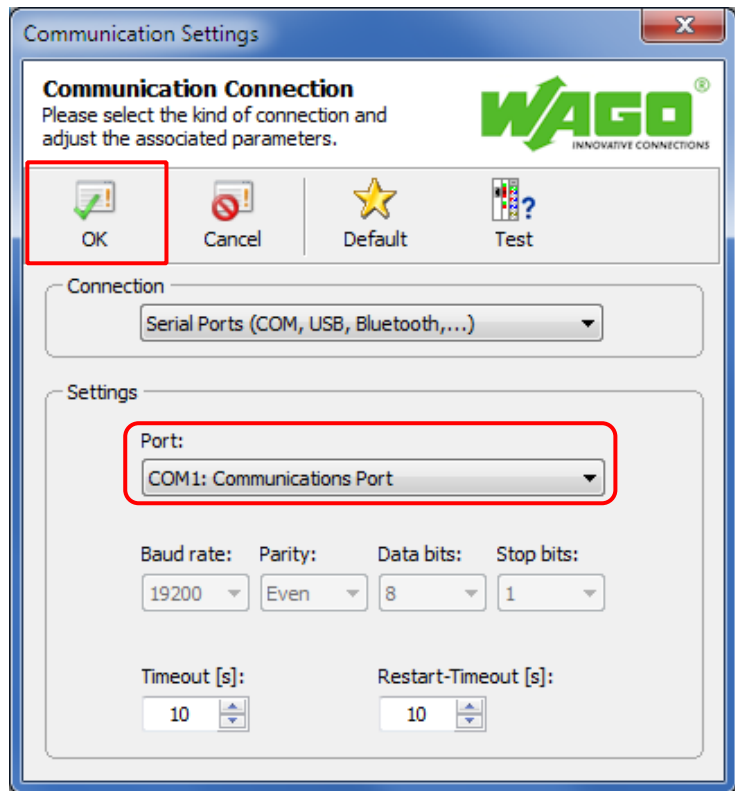 Communication Settings
Communication Connection
Please select the kind of connection and
adjust the associated parameters.
WAGO®
INNOVATIVE CONNECTIONS
OK Cancel Default Test
Connection
Serial Ports (COM, USB, Bluetooth,...)
Settings
Port:
COM1: Communications Port
Baud rate: Parity: Data bits: Stop bits:
19200 Even 8 1
Timeout [s]: Restart-Timeout [s]:
10 10